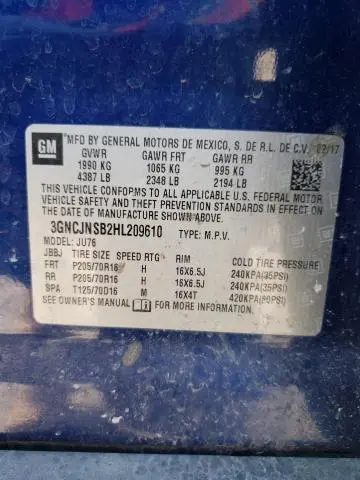 GM MFD BY GENERAL MOTORS DE MEXICO, S. DE R.L. DE C.V. 02/17
GVWR GAWR FRT GAWR RR
1990 KG 1065 KG 995 KG
4387 LB 2348 LB 2194 LB
THIS VEHICLE CONFORMS TO ALL APPLICABLE U.S. FEDERAL MOTOR
VEHICLE SAFETY AND THEFT PREVENTION STANDARDS IN EFFECT ON THE
DATE OF MANUFACTURE SHOWN ABOVE.
3GNCJNSB2HL209610 TYPE: M.P.V.
MODEL: JU76
JBBJ TIRE SIZE SPEED RTG RIM COLD TIRE PRESSURE
FRT P205/70R16 H 16X6.5J 240KPA(35PSI)
RR P205/70R16 H 16X6.5J 240KPA(35PSI)
SPA T125/70D16 M 16X4T 420KPA(60PSI)
SEE OWNER'S MANUAL FOR MORE INFORMATION.